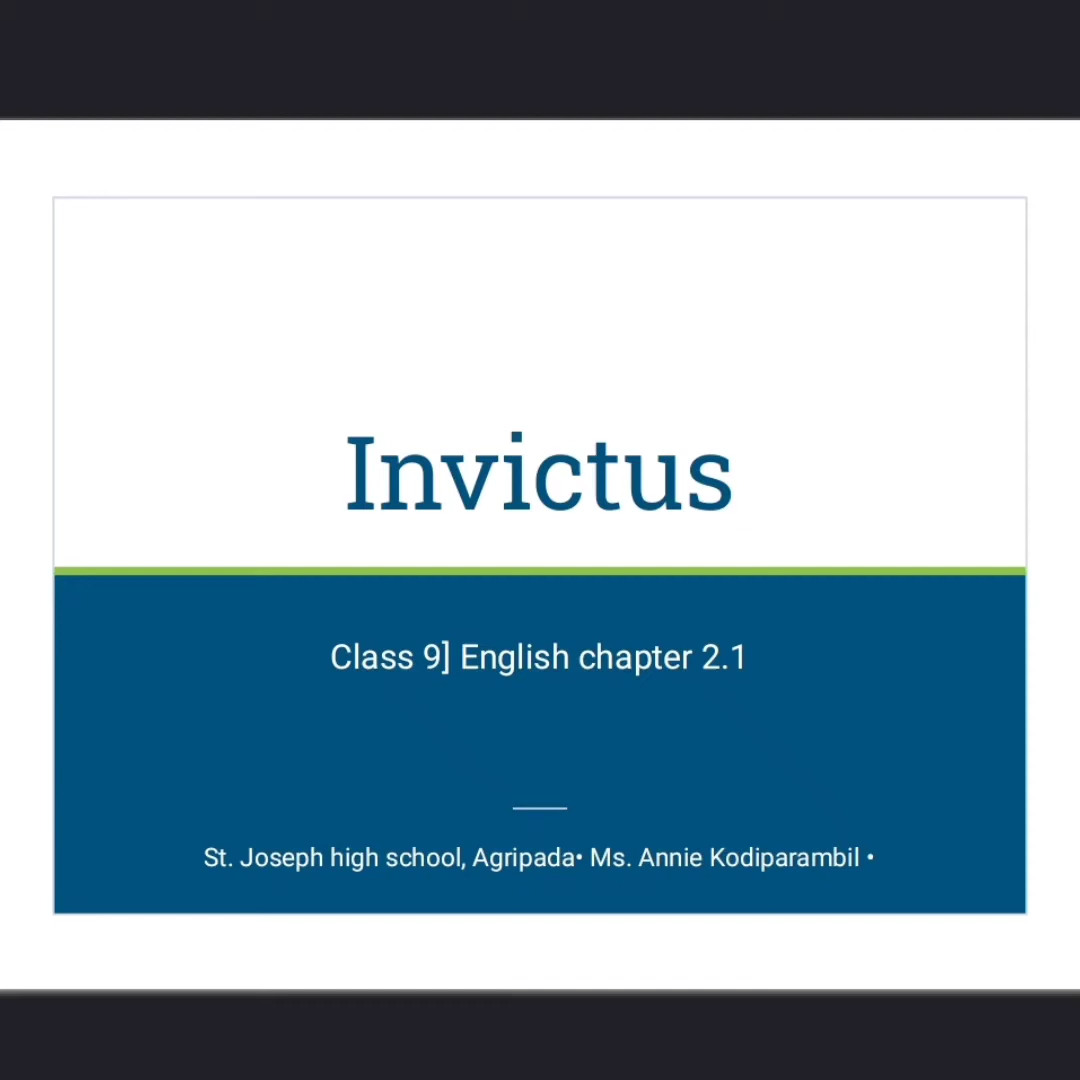 Invictus
Class 9] English chapter 2.1
St. Joseph high school, Agripada• Ms. Annie Kodiparambil •